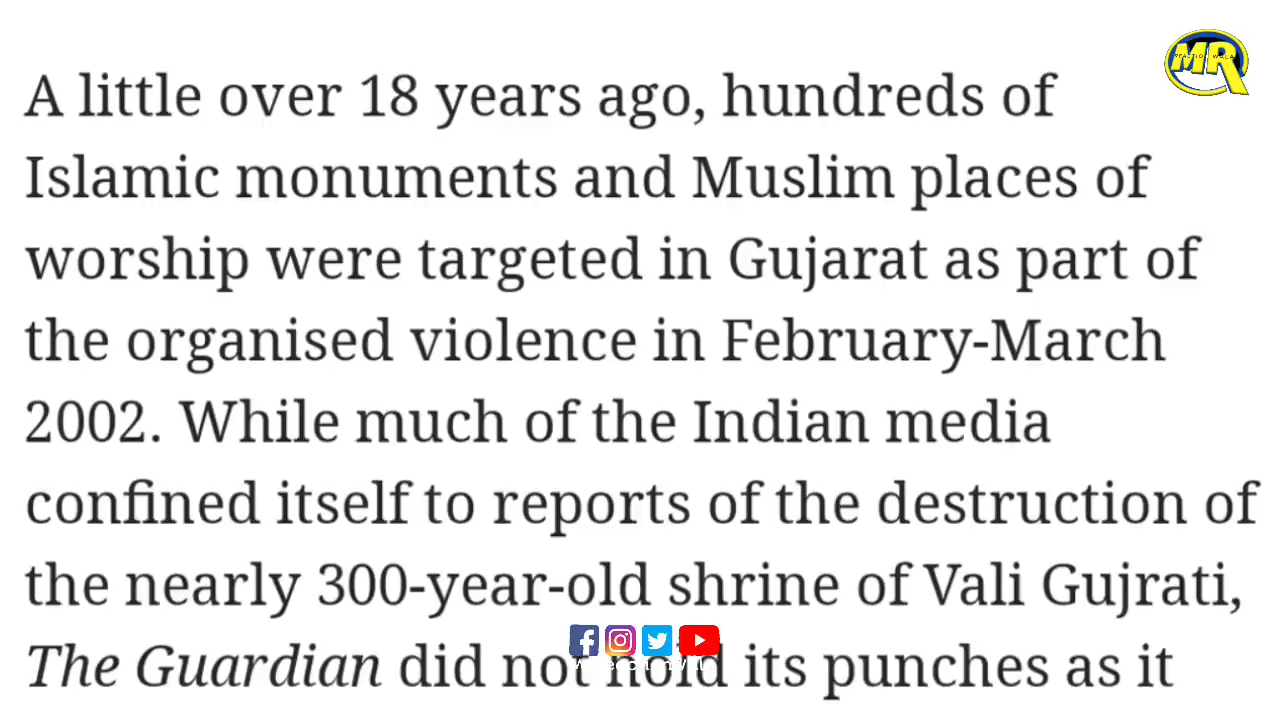 MR
REACTION WALA
A little over 18 years ago, hundreds of
Islamic monuments and Muslim places of
worship were targeted in Gujarat as part of
the organised violence in February-March
2002. While much of the Indian media
confined itself to reports of the destruction of
the nearly 300-year-old shrine of Vali Gujrati,
The Guardian did not hold its punches as it